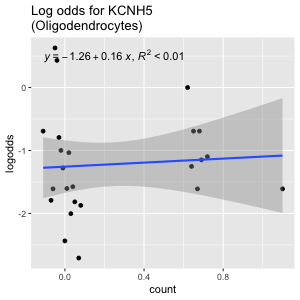 Log odds for KCNH5
(Oligodendrocytes)
y = −1.26 + 0.16 x, R² < 0.01
0
-1
-2
logodds
0.0 0.4 0.8
count